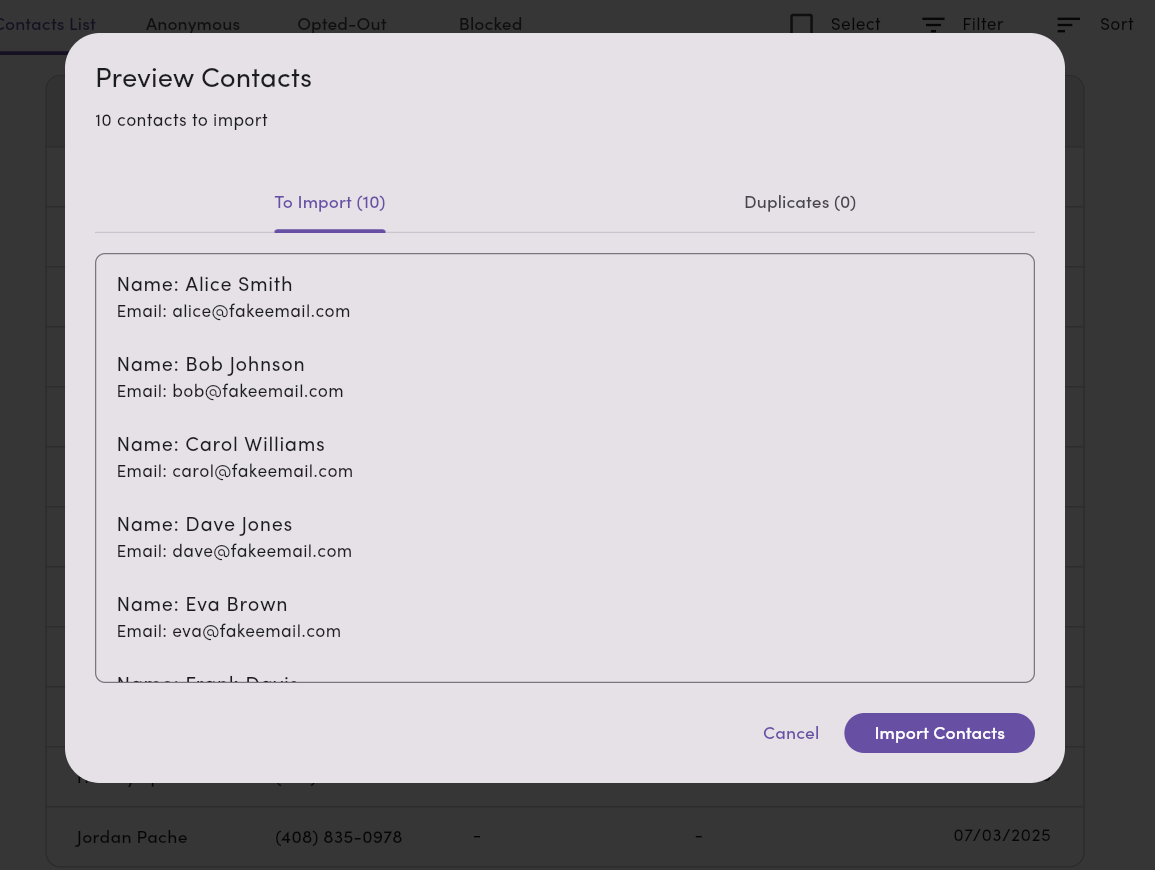 Contacts List
Anonymous
Opted-Out
Blocked
Select
Filter
Sort
Preview Contacts
10 contacts to import
To Import (10)
Duplicates (0)
Name: Alice Smith
Email: alice@fakeemail.com
Name: Bob Johnson
Email: bob@fakeemail.com
Name: Carol Williams
Email: carol@fakeemail.com
Name: Dave Jones
Email: dave@fakeemail.com
Name: Eva Brown
Email: eva@fakeemail.com
Name: Frank Davis
Cancel
Import Contacts
Jordan Pache
(408) 835-0978
-
-
07/03/2025